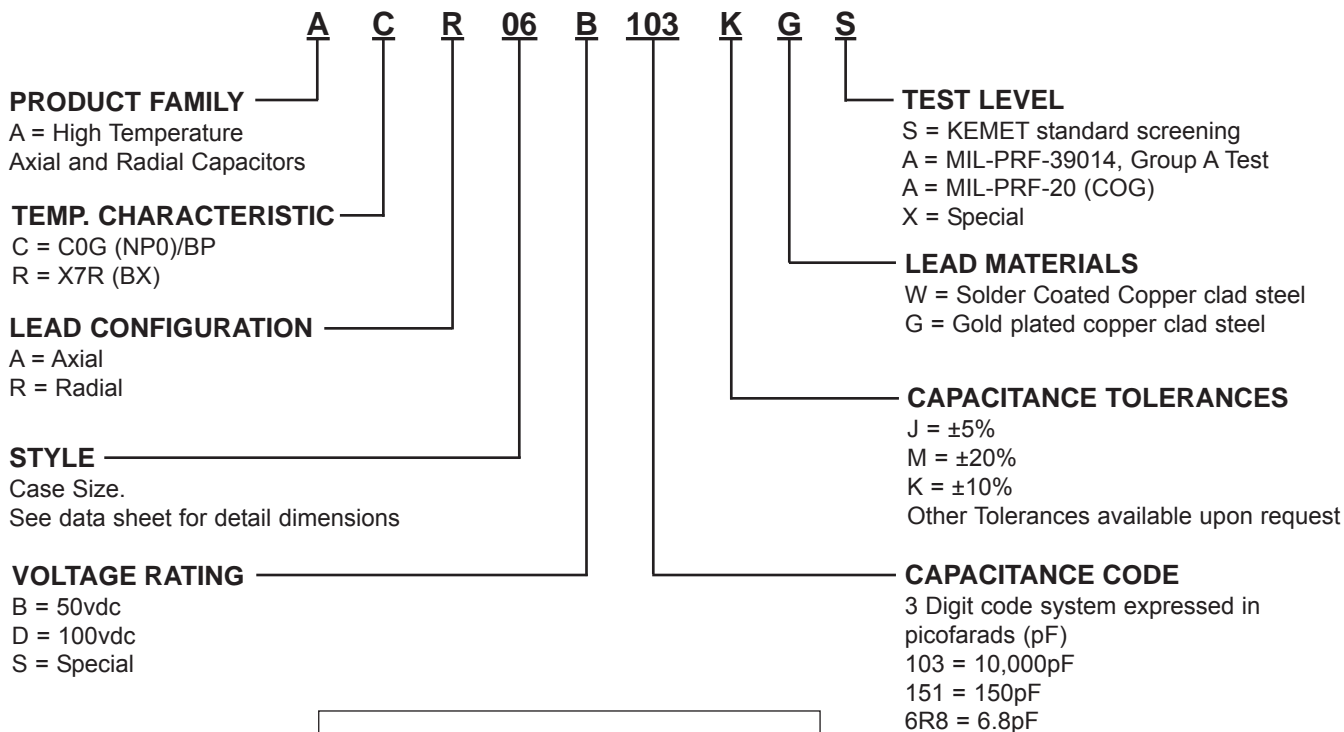 A C R 06 B 103 K G S
PRODUCT FAMILY
A = High Temperature
Axial and Radial Capacitors
TEMP. CHARACTERISTIC
C = C0G (NP0)/BP
R = X7R (BX)
LEAD CONFIGURATION
A = Axial
R = Radial
STYLE
Case Size.
See data sheet for detail dimensions
VOLTAGE RATING
B = 50vdc
D = 100vdc
S = Special
TEST LEVEL
S = KEMET standard screening
A = MIL-PRF-39014, Group A Test
A = MIL-PRF-20 (COG)
X = Special
LEAD MATERIALS
W = Solder Coated Copper clad steel
G = Gold plated copper clad steel
CAPACITANCE TOLERANCES
J = ±5%
M = ±20%
K = ±10%
Other Tolerances available upon request
CAPACITANCE CODE
3 Digit code system expressed in
picofarads (pF)
103 = 10,000pF
151 = 150pF
6R8 = 6.8pF